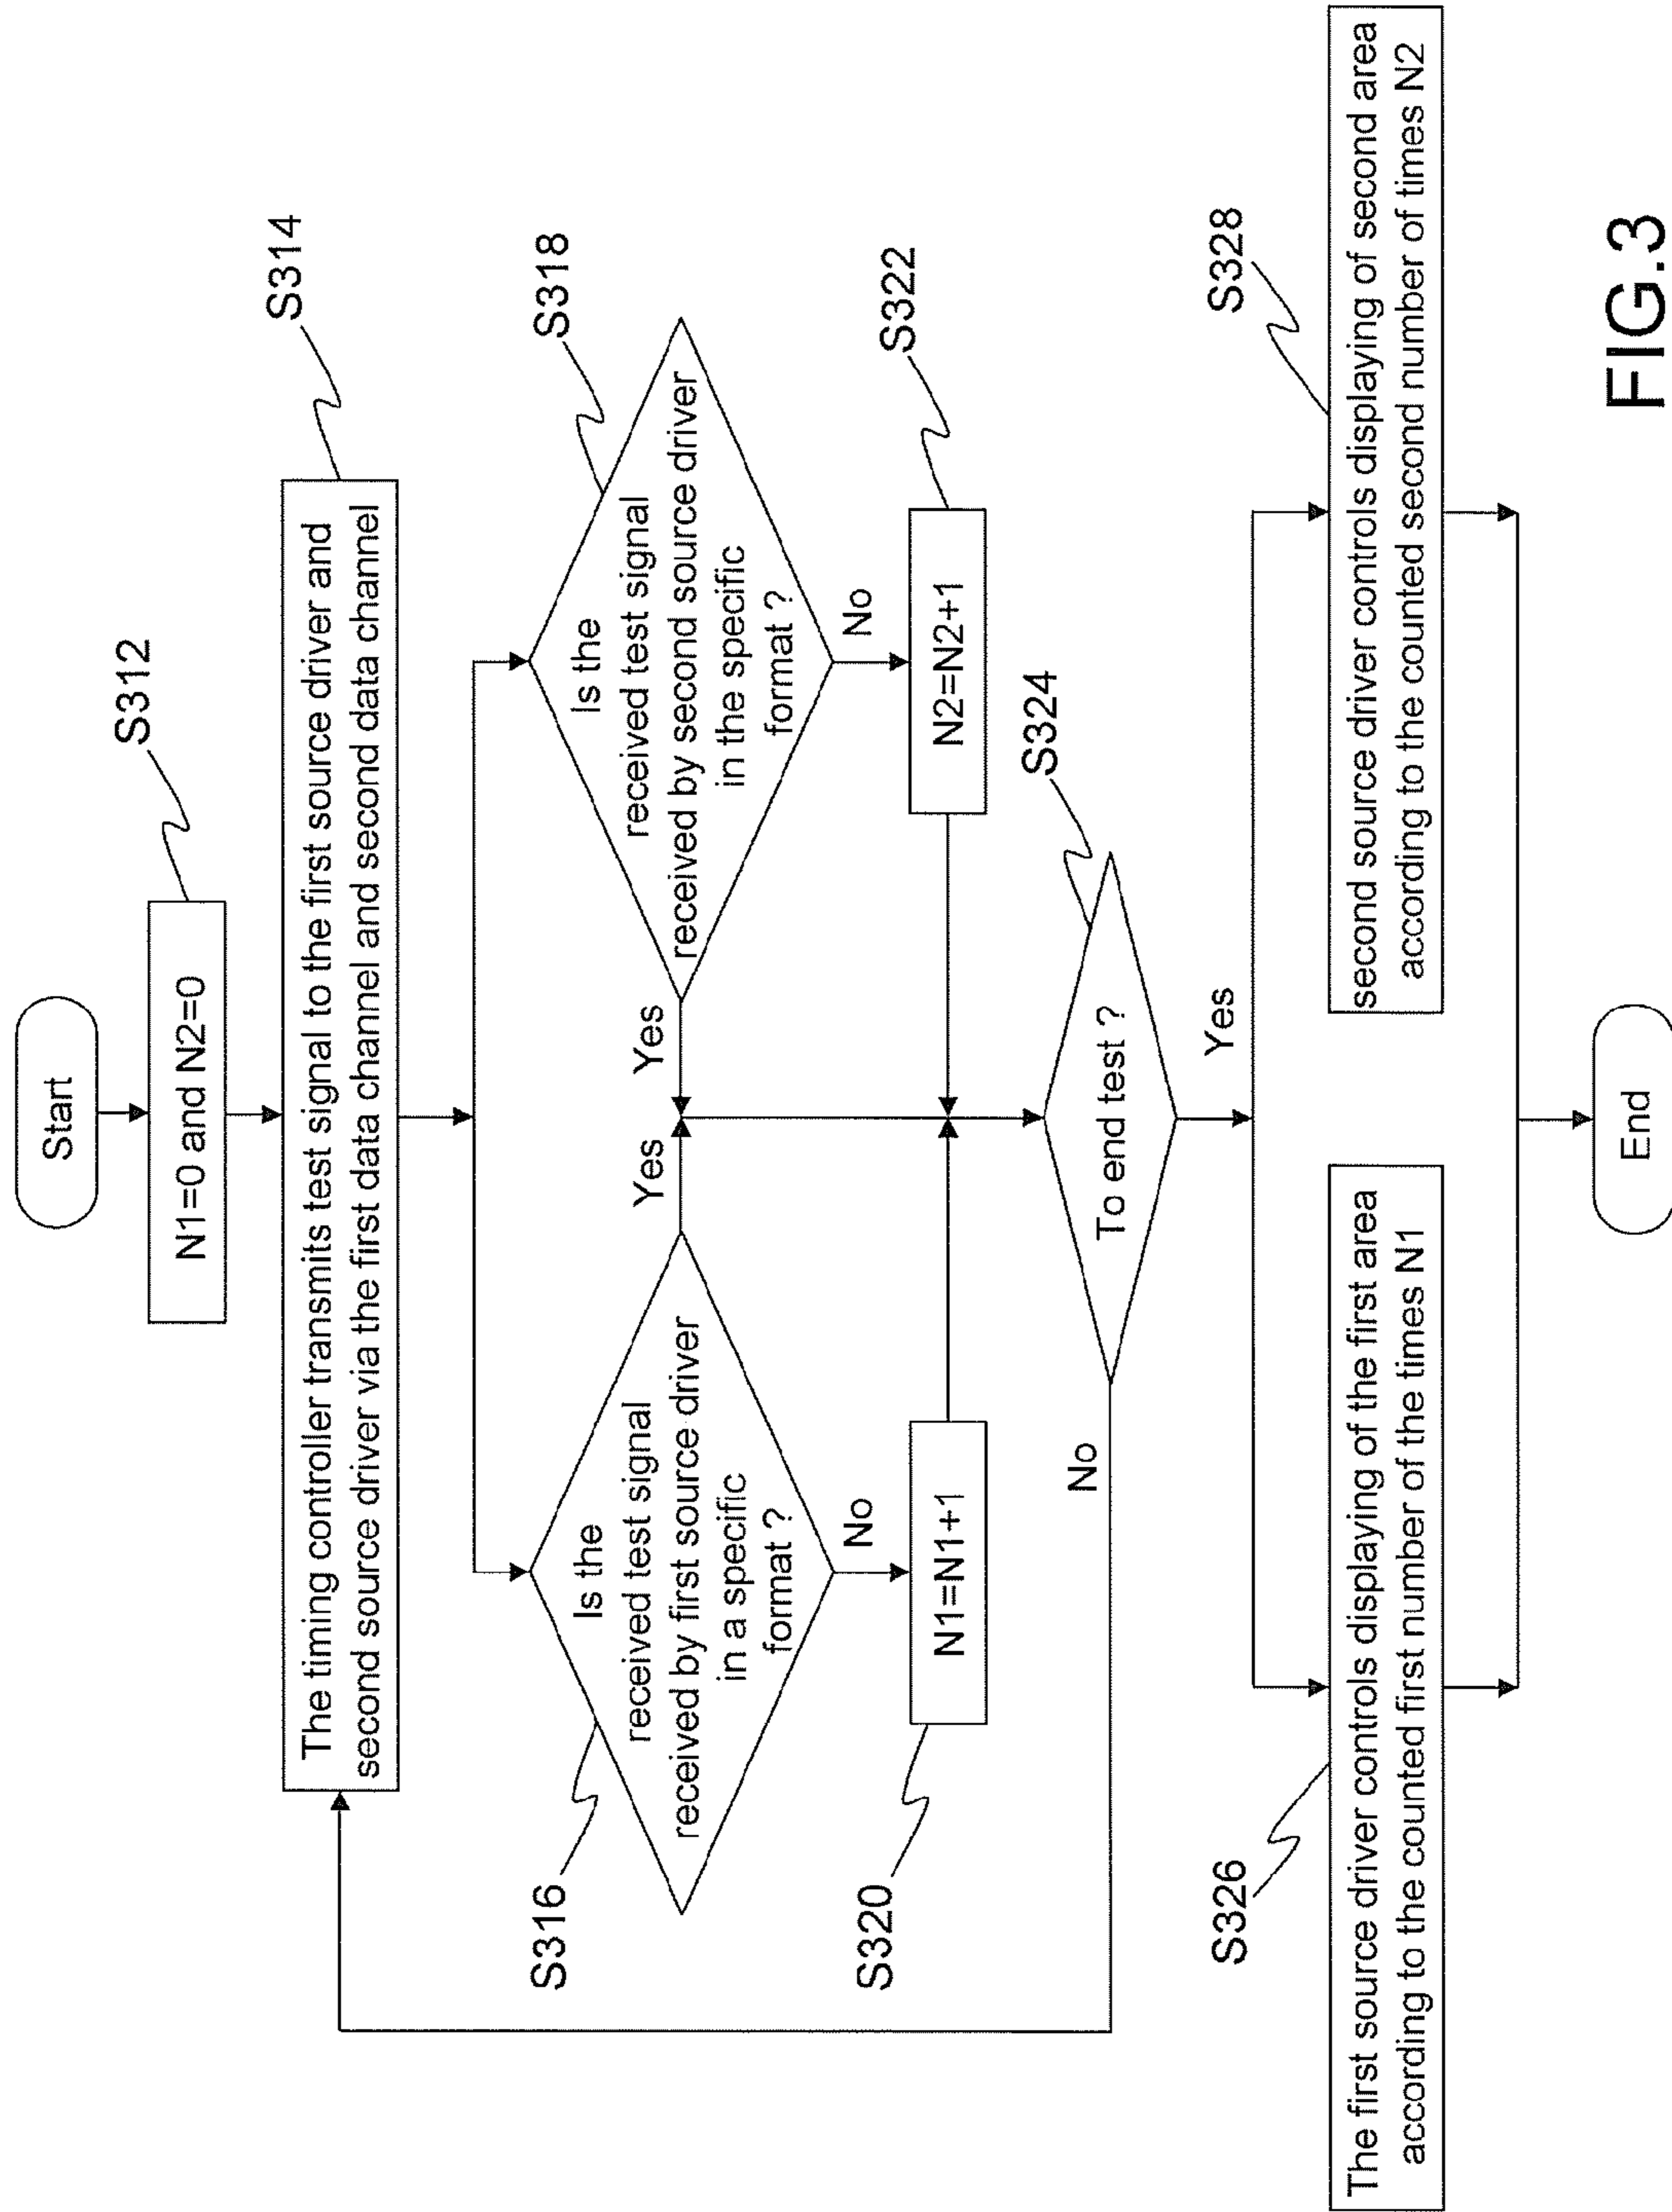 Start
S312
N1=0 and N2=0
S314
The timing controller transmits test signal to the first source driver and
second source driver via the first data channel and second data channel
S316
Is the
received test signal
received by first source driver
in a specific
format ?
Yes
No
S318
Is the
received test signal
received by second source driver
in the specific
format ?
Yes
No
S320
N1=N1+1
S322
N2=N2+1
S324
To end test ?
No
Yes
S326
The first source driver controls displaying of the first area
according to the counted first number of the times N1
S328
second source driver controls displaying of second area
according to the counted second number of times N2
End
FIG.3